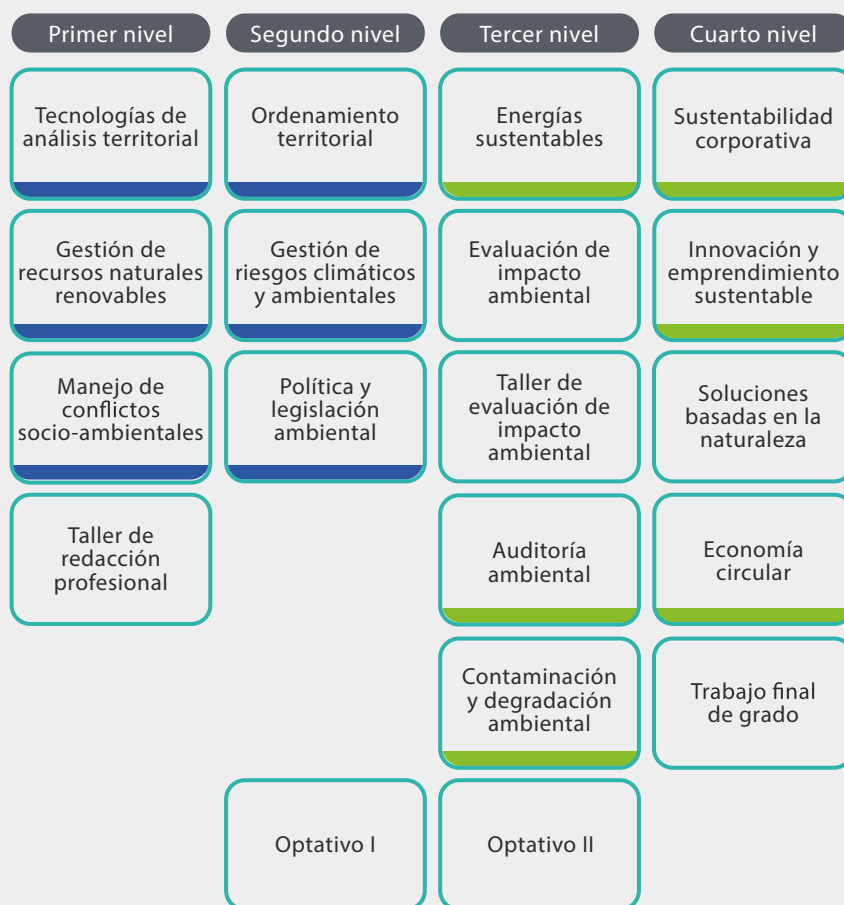 Primer nivel
Segundo nivel
Tercer nivel
Cuarto nivel
Tecnologías de
análisis territorial
Ordenamiento
territorial
Energías
sustentables
Sustentabilidad
corporativa
Gestión de
recursos naturales
renovables
Gestión de
riesgos climáticos
y ambientales
Evaluación de
impacto
ambiental
Innovación y
emprendimiento
sustentable
Manejo de
conflictos
socio-ambientales
Política y
legislación
ambiental
Taller de
evaluación de
impacto
ambiental
Soluciones
basadas en la
naturaleza
Taller de
redacción
profesional
Auditoría
ambiental
Economía
circular
Contaminación
y degradación
ambiental
Trabajo final
de grado
Optativo I
Optativo II